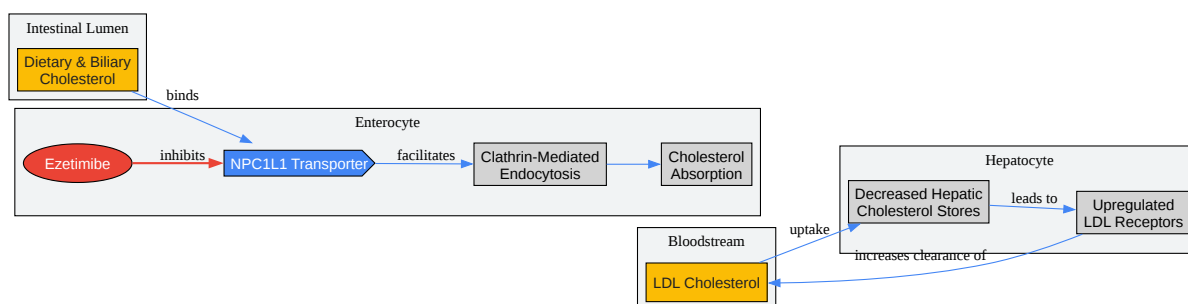 Intestinal Lumen
Dietary & Biliary
Cholesterol
binds
Enterocyte
Ezetimibe
inhibits
NPC1L1 Transporter
facilitates
Clathrin-Mediated
Endocytosis
Cholesterol
Absorption
Hepatocyte
Decreased Hepatic
Cholesterol Stores
leads to
Upregulated
LDL Receptors
uptake
Bloodstream
increases clearance of
LDL Cholesterol